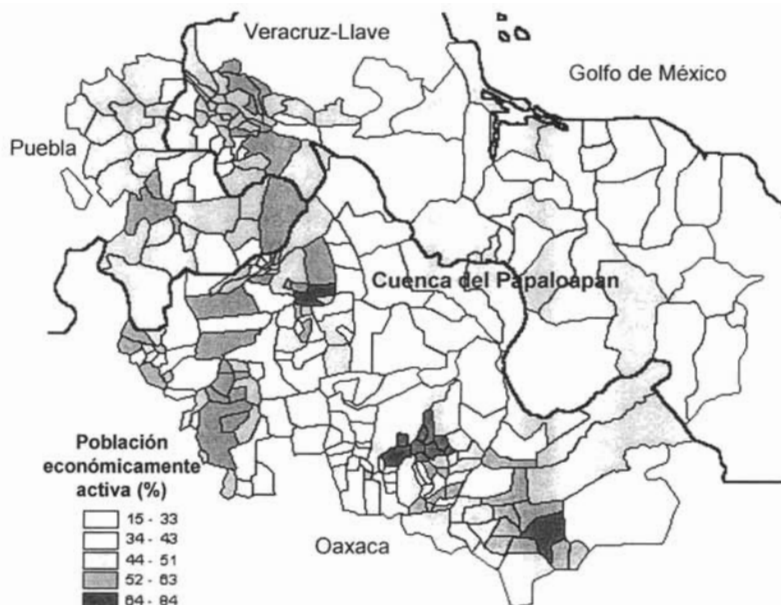 Veracruz-Llave
Golfo de México
Puebla
Cuenca del Papaloapan
Población
económicamente
activa (%)
15 - 33
34 - 43
44 - 51
52 - 63
64 - 84
Oaxaca